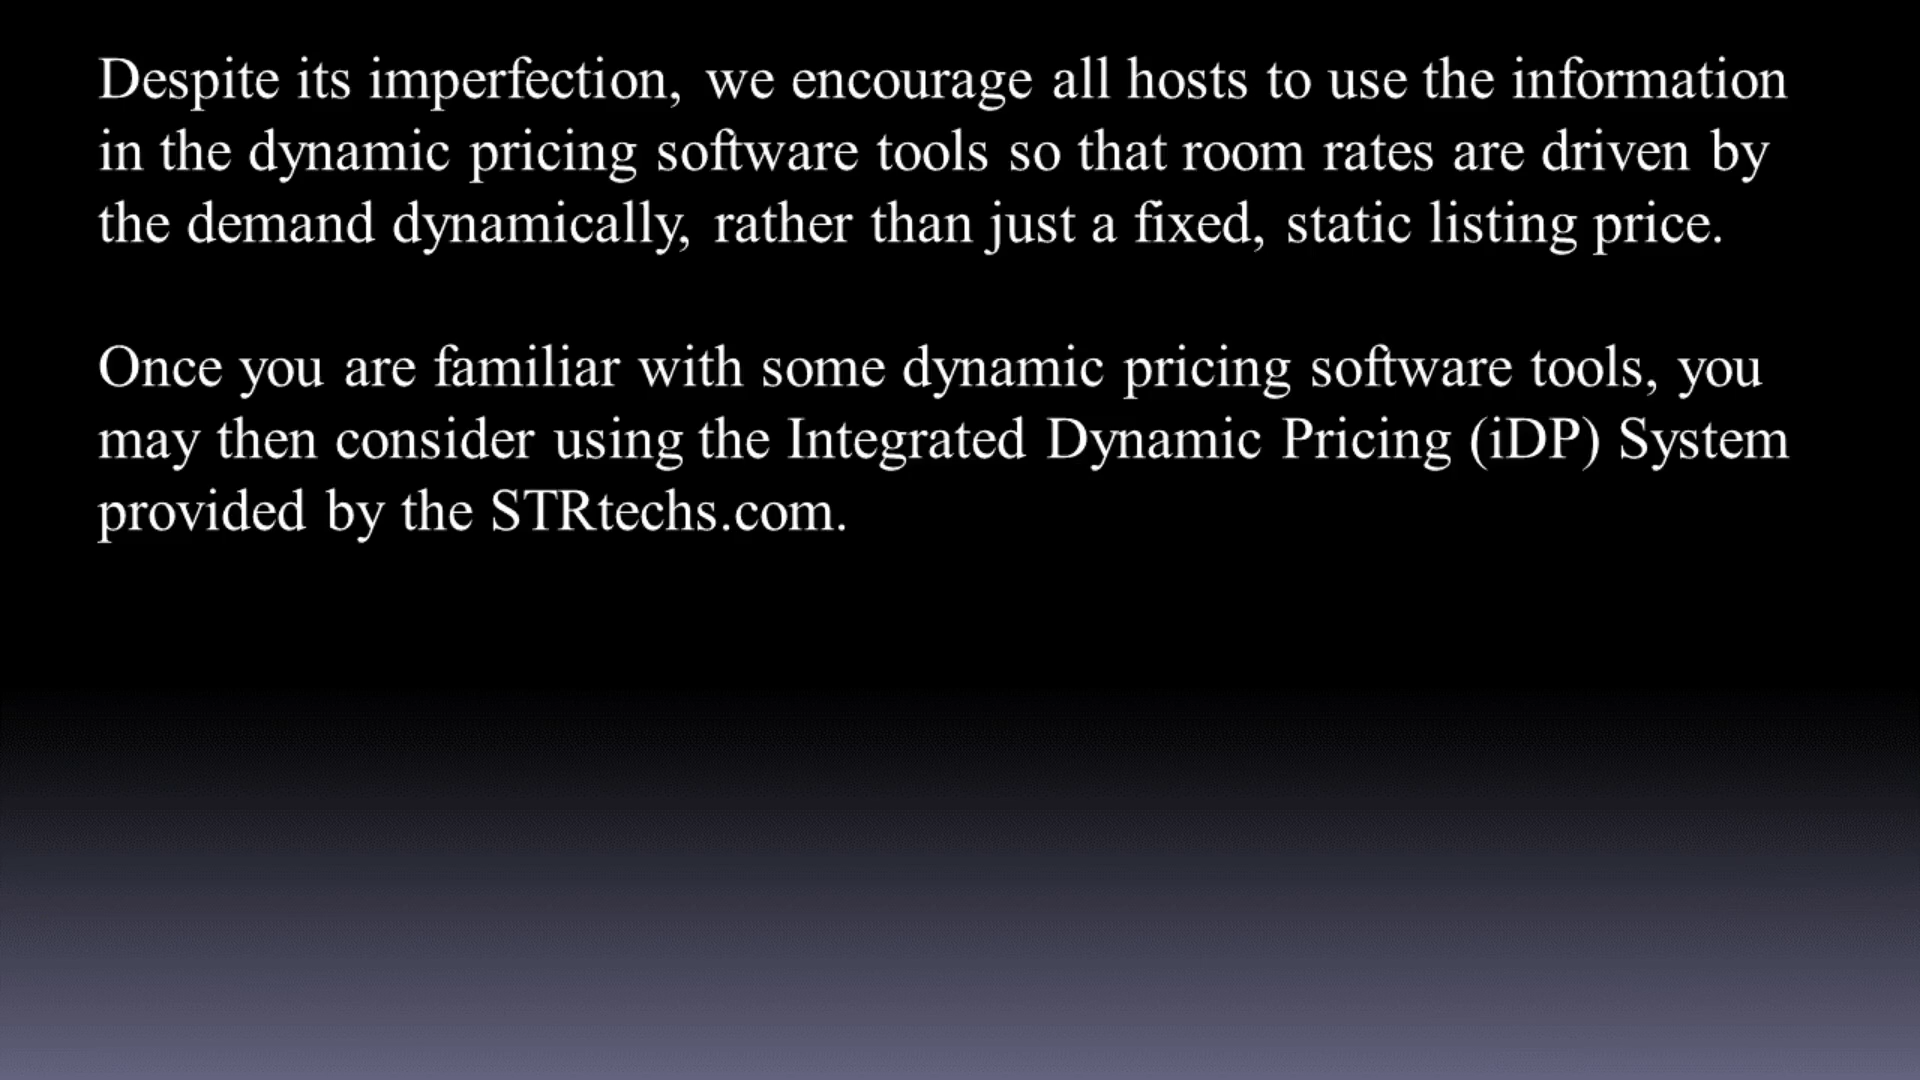 Despite its imperfection, we encourage all hosts to use the information
in the dynamic pricing software tools so that room rates are driven by
the demand dynamically, rather than just a fixed, static listing price.
Once you are familiar with some dynamic pricing software tools, you
may then consider using the Integrated Dynamic Pricing (iDP) System
provided by the STRtechs.com.